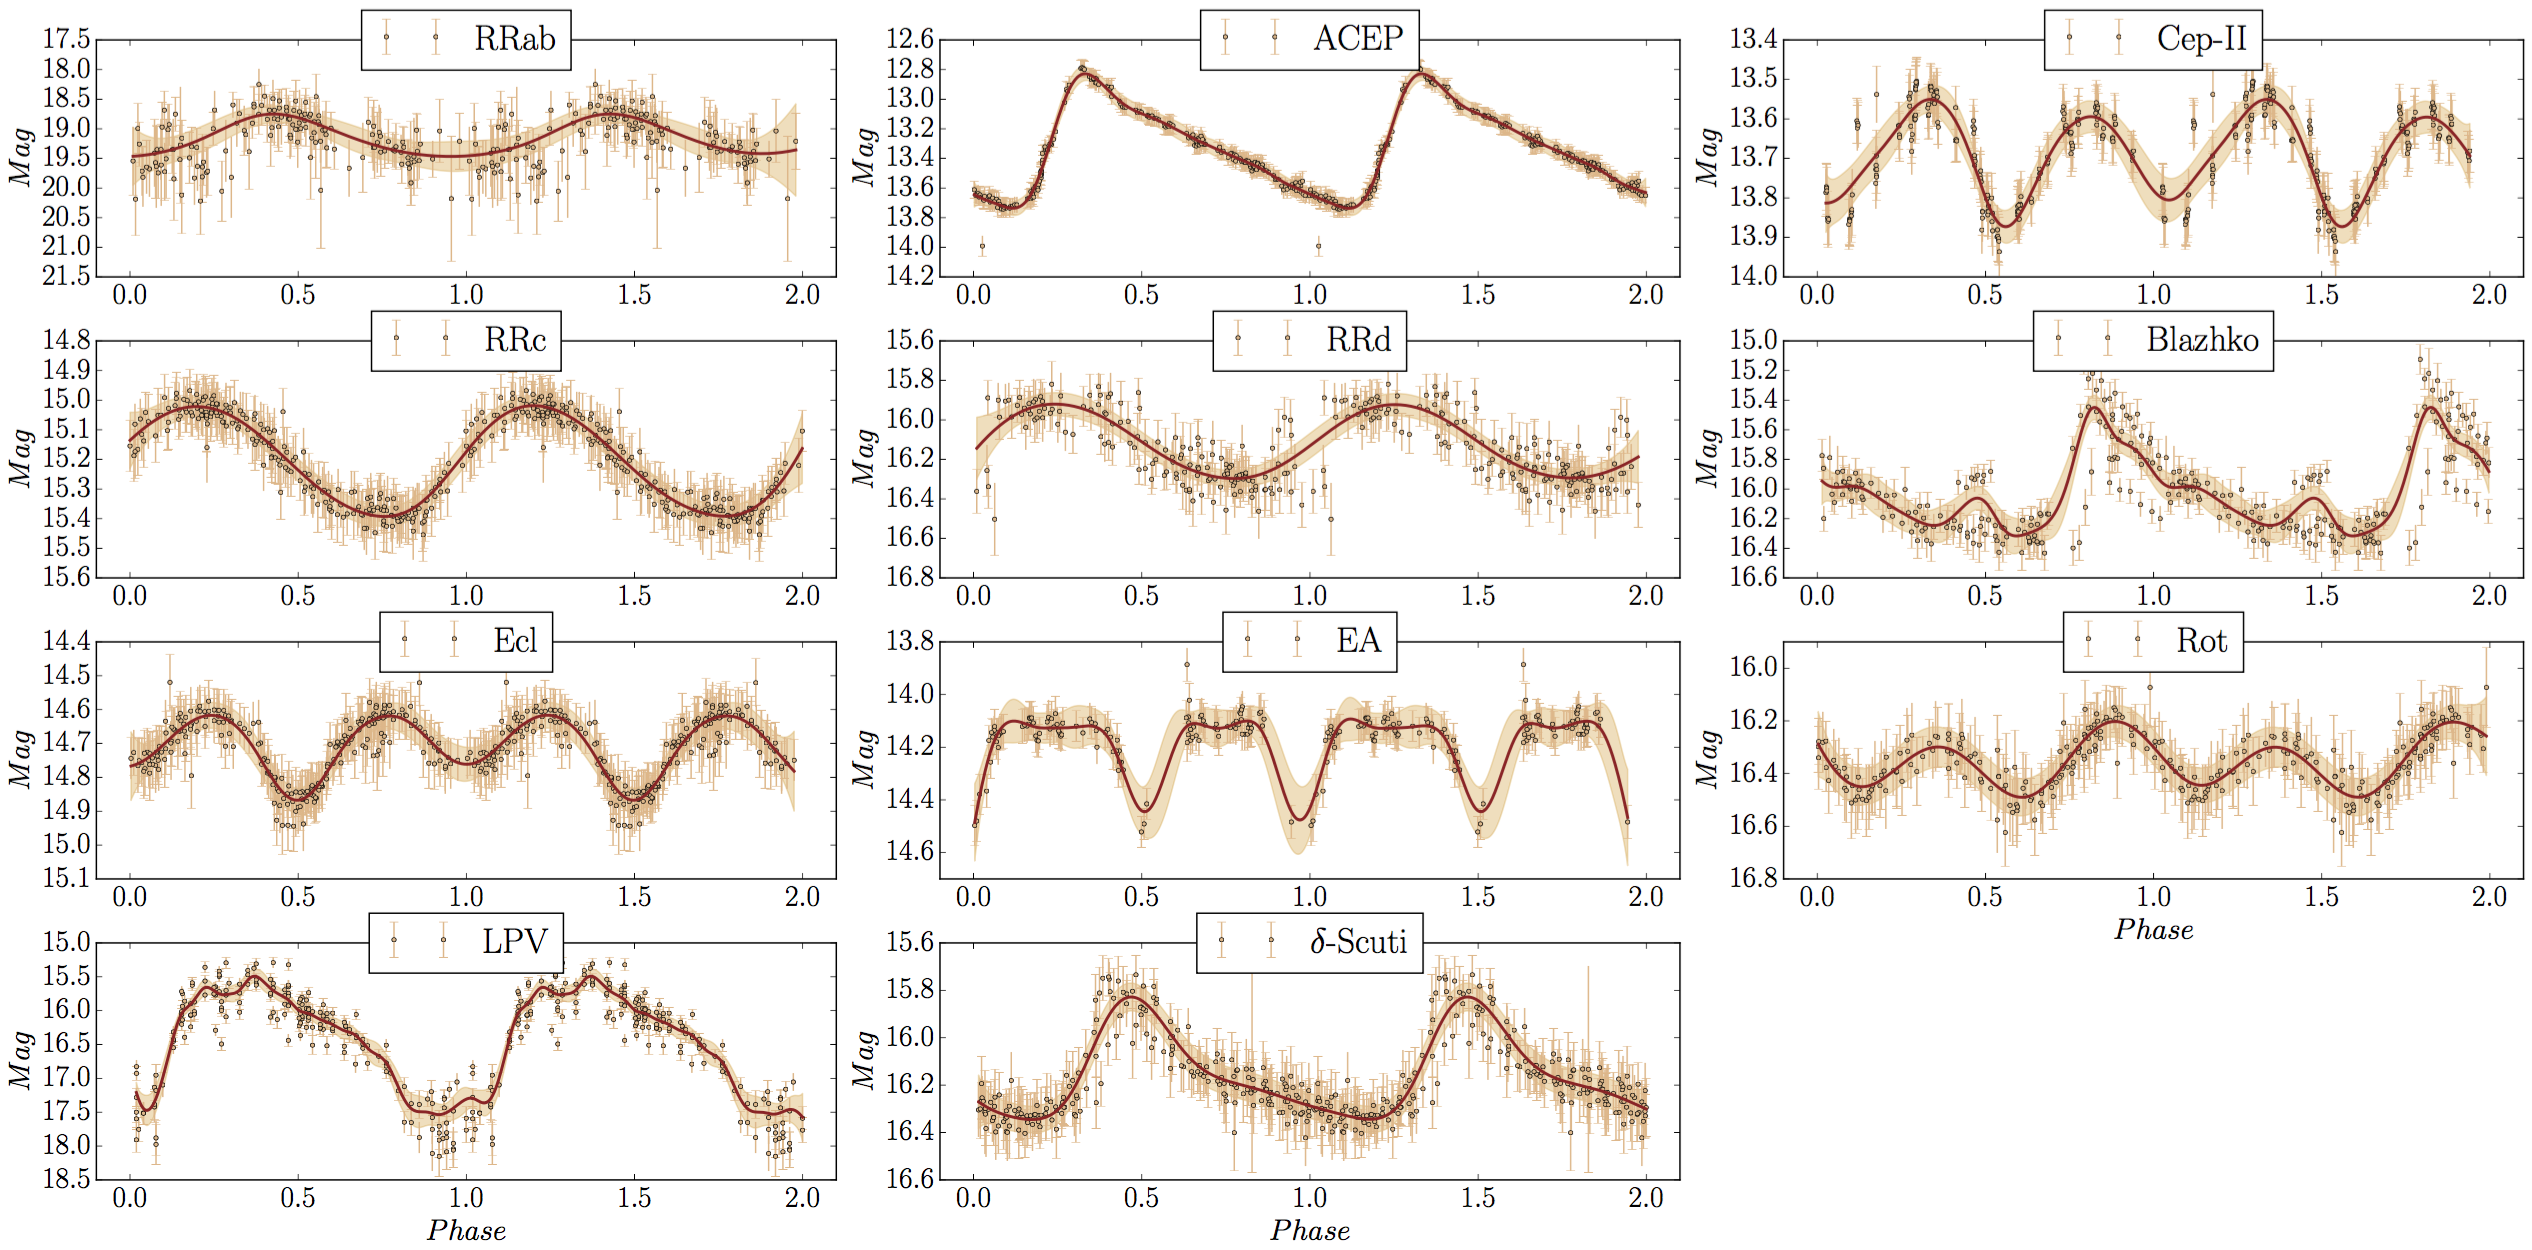 RRab
17.5
18.0
18.5
19.0
19.5
20.0
20.5
21.0
21.5
Mag
0.0 0.5 1.0 1.5 2.0
ACEP
12.6
12.8
13.0
13.2
13.4
13.6
13.8
14.0
14.2
Mag
0.0 0.5 1.0 1.5 2.0
Cep-II
13.4
13.5
13.6
13.7
13.8
13.9
14.0
Mag
0.0 0.5 1.0 1.5 2.0
RRc
14.8
14.9
15.0
15.1
15.2
15.3
15.4
15.5
15.6
Mag
0.0 0.5 1.0 1.5 2.0
RRd
15.6
15.8
16.0
16.2
16.4
16.6
16.8
Mag
0.0 0.5 1.0 1.5 2.0
Blazhko
15.0
15.2
15.4
15.6
15.8
16.0
16.2
16.4
16.6
Mag
0.0 0.5 1.0 1.5 2.0
Ecl
14.4
14.5
14.6
14.7
14.8
14.9
15.0
15.1
Mag
0.0 0.5 1.0 1.5 2.0
EA
13.8
14.0
14.2
14.4
14.6
Mag
0.0 0.5 1.0 1.5 2.0
Rot
16.0
16.2
16.4
16.6
16.8
Mag
0.0 0.5 1.0 1.5 2.0
Phase
LPV
15.0
15.5
16.0
16.5
17.0
17.5
18.0
18.5
Mag
0.0 0.5 1.0 1.5 2.0
Phase
δ-Scuti
15.6
15.8
16.0
16.2
16.4
16.6
Mag
0.0 0.5 1.0 1.5 2.0
Phase